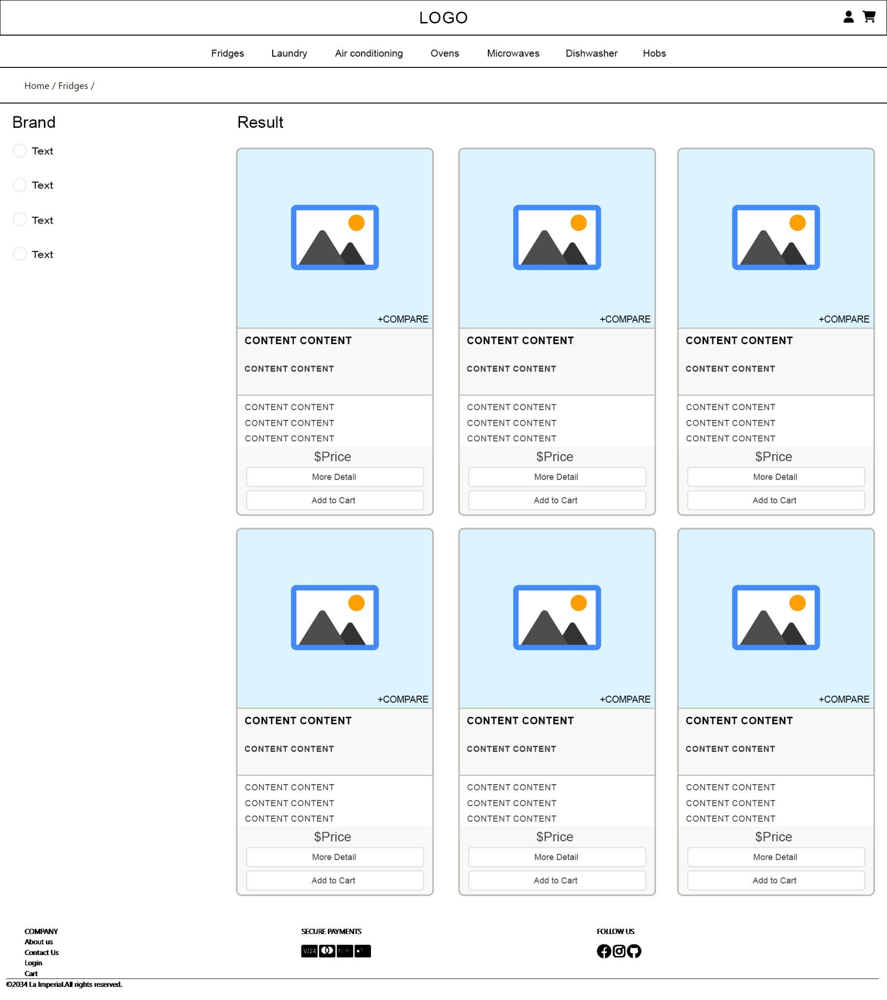 LOGO
Fridges Laundry Air conditioning Ovens Microwaves Dishwasher Hobs
Home / Fridges /
Brand
Text
Text
Text
Text
Result
+COMPARE +COMPARE +COMPARE
CONTENT CONTENT CONTENT CONTENT CONTENT CONTENT
CONTENT CONTENT CONTENT CONTENT CONTENT CONTENT
CONTENT CONTENT CONTENT CONTENT CONTENT CONTENT
CONTENT CONTENT CONTENT CONTENT CONTENT CONTENT
CONTENT CONTENT CONTENT CONTENT CONTENT CONTENT
$Price $Price $Price
More Detail More Detail More Detail
Add to Cart Add to Cart Add to Cart
+COMPARE +COMPARE +COMPARE
CONTENT CONTENT CONTENT CONTENT CONTENT CONTENT
CONTENT CONTENT CONTENT CONTENT CONTENT CONTENT
CONTENT CONTENT CONTENT CONTENT CONTENT CONTENT
CONTENT CONTENT CONTENT CONTENT CONTENT CONTENT
CONTENT CONTENT CONTENT CONTENT CONTENT CONTENT
$Price $Price $Price
More Detail More Detail More Detail
Add to Cart Add to Cart Add to Cart
COMPANY
About us
Contact Us
Login
Cart
SECURE PAYMENTS
VISA
FOLLOW US
©2034 La Imperial.All rights reserved.